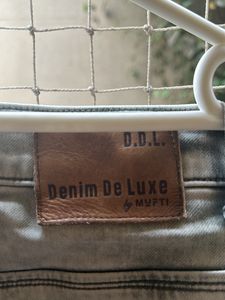 D.D.L.
Denim De Luxe
by MUFTI